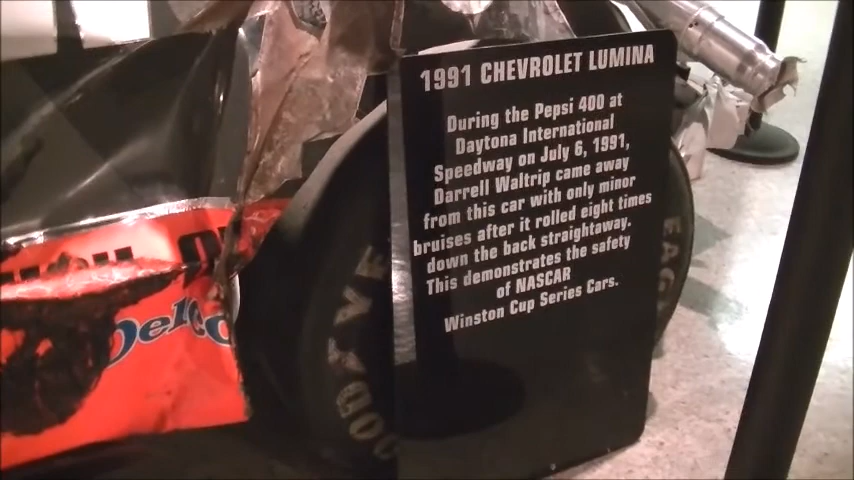 1991 CHEVROLET LUMINA
During the Pepsi 400 at
Daytona International
Speedway on July 6, 1991,
Darrell Waltrip came away
from this car with only minor
bruises after it rolled eight times
down the back straightaway.
This demonstrates the safety
of NASCAR
Winston Cup Series Cars.
Delco
GOODYEAR
EAGLE